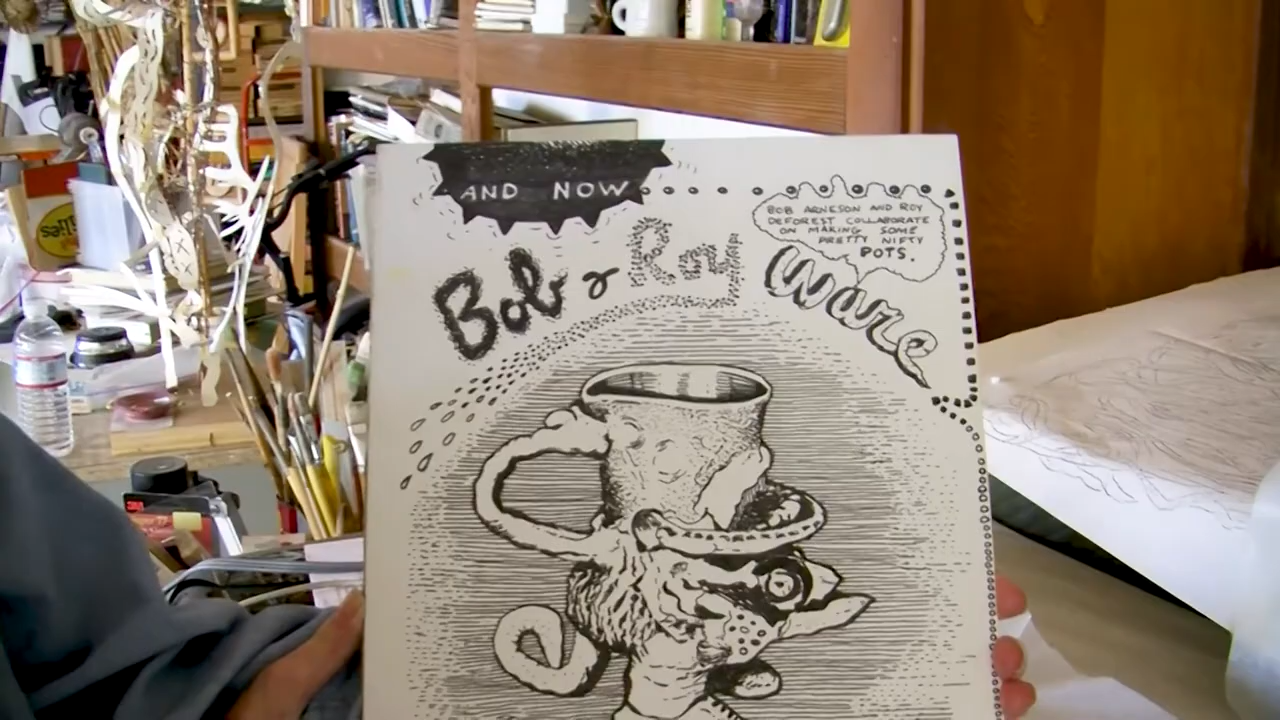 AND NOW
Bob & Roy Ware
BOB ARNESON AND ROY
DEFOREST COLLABORATE
ON MAKING SOME
PRETTY NIFTY
POTS.